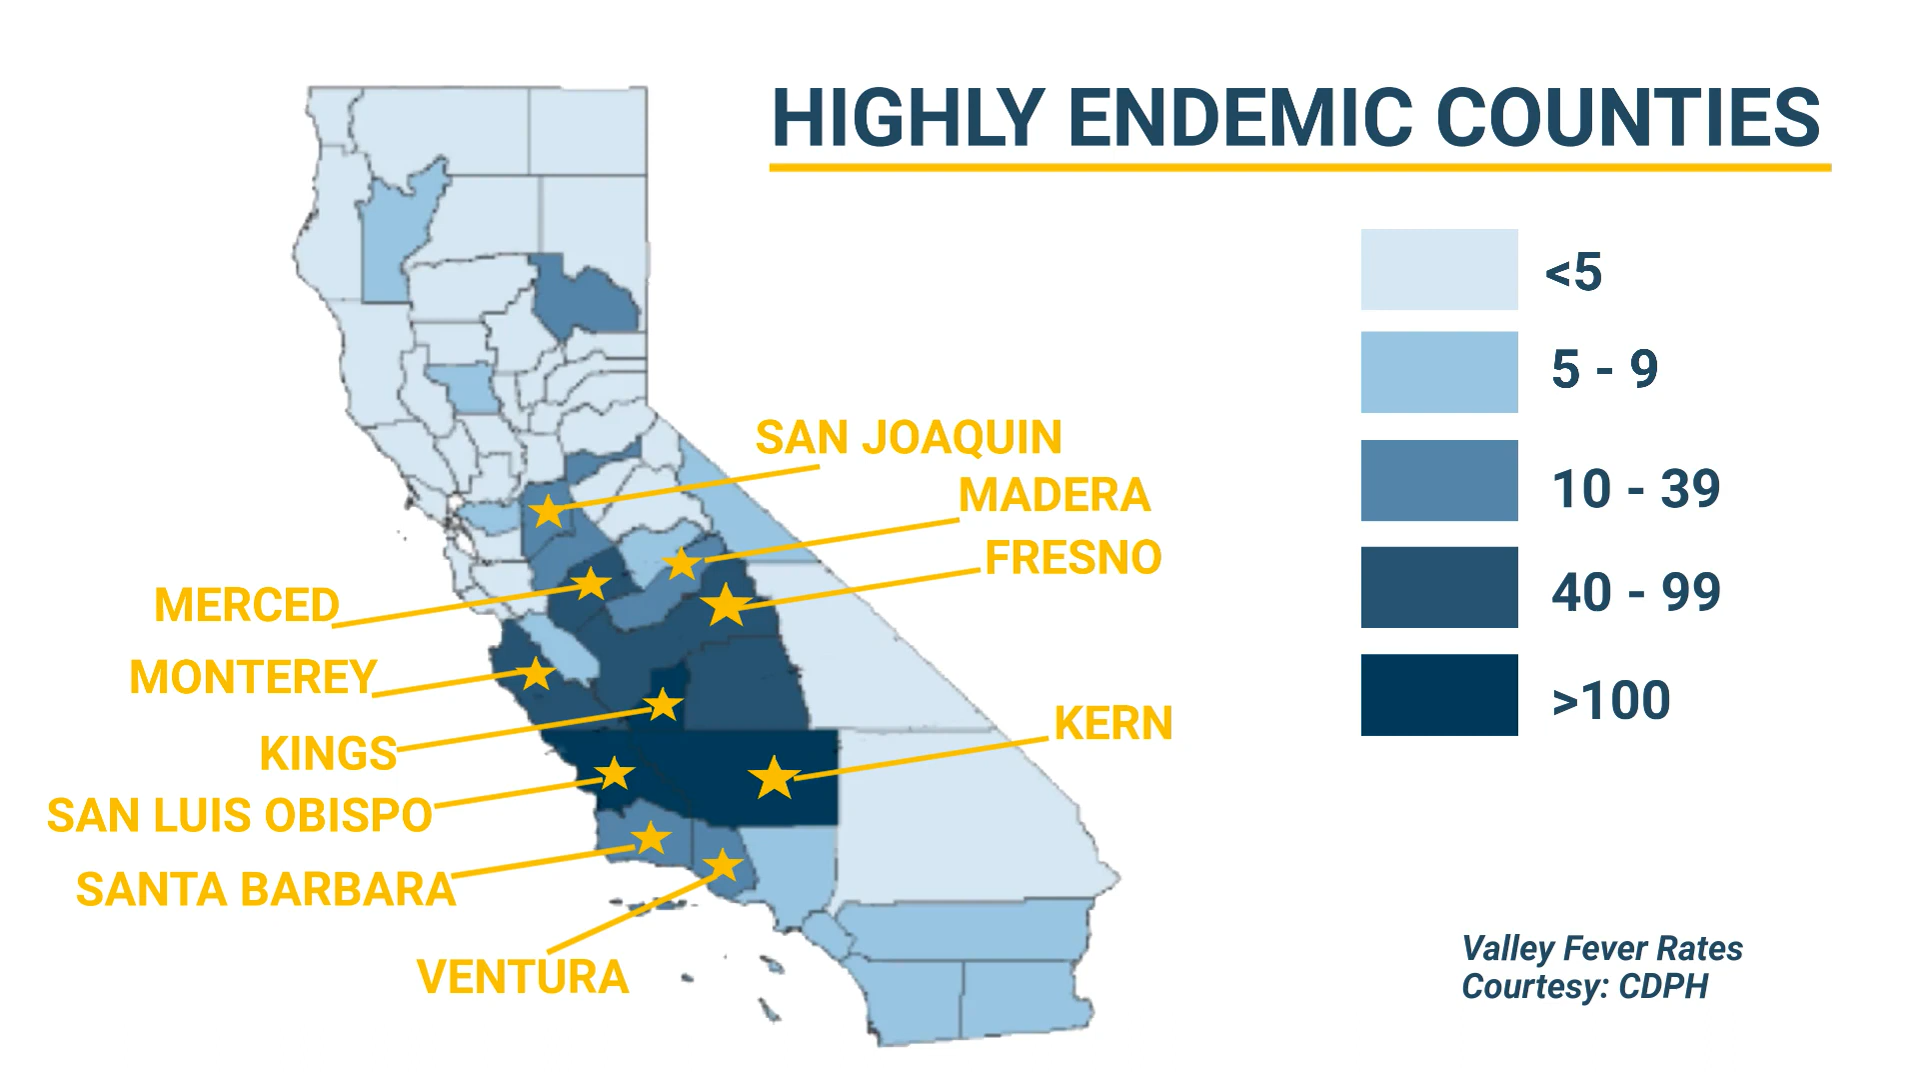 HIGHLY ENDEMIC COUNTIES
<5
5 - 9
10 - 39
40 - 99
>100
SAN JOAQUIN
MADERA
FRESNO
MERCED
MONTEREY
KINGS
KERN
SAN LUIS OBISPO
SANTA BARBARA
VENTURA
Valley Fever Rates
Courtesy: CDPH